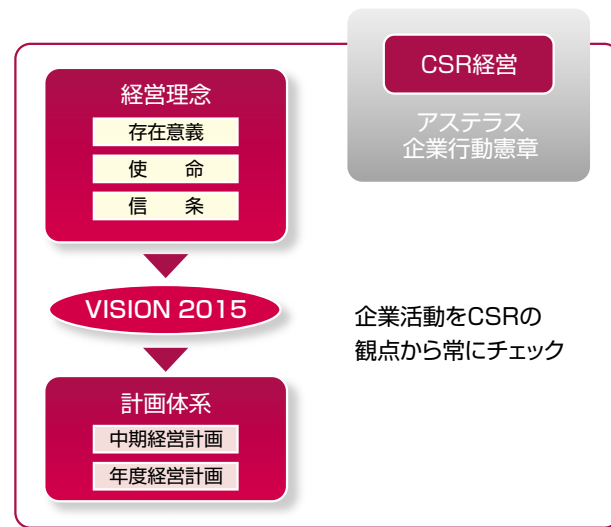 CSR経営
アステラス
企業行動憲章
経営理念
存在意義
使　命
信　条
VISION 2015
企業活動をCSRの
観点から常にチェック
計画体系
中期経営計画
年度経営計画